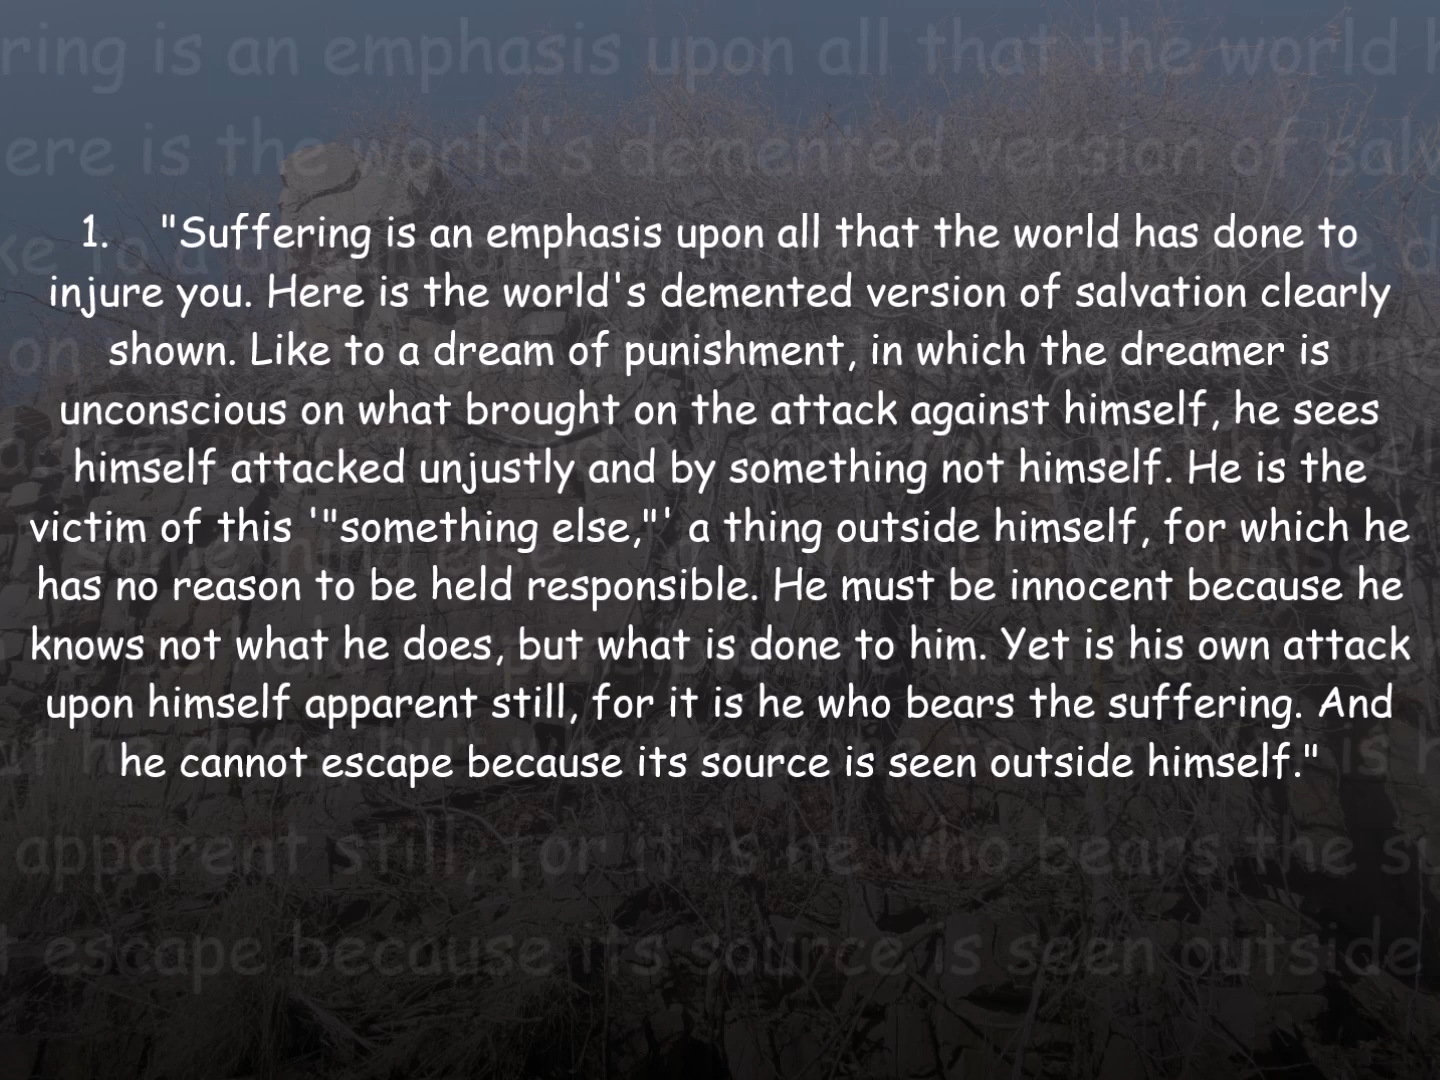 ring is an emphasis upon all that the world h
ere is the world's demented version of salv
1. "Suffering is an emphasis upon all that the world has done to
injure you. Here is the world's demented version of salvation clearly
shown. Like to a dream of punishment, in which the dreamer is
unconscious on what brought on the attack against himself, he sees
himself attacked unjustly and by something not himself. He is the
victim of this '"something else,"' a thing outside himself, for which he
has no reason to be held responsible. He must be innocent because he
knows not what he does, but what is done to him. Yet is his own attack
upon himself apparent still, for it is he who bears the suffering. And
he cannot escape because its source is seen outside himself."
apparent still, for it is he who bears the su
t escape because its source is seen outside